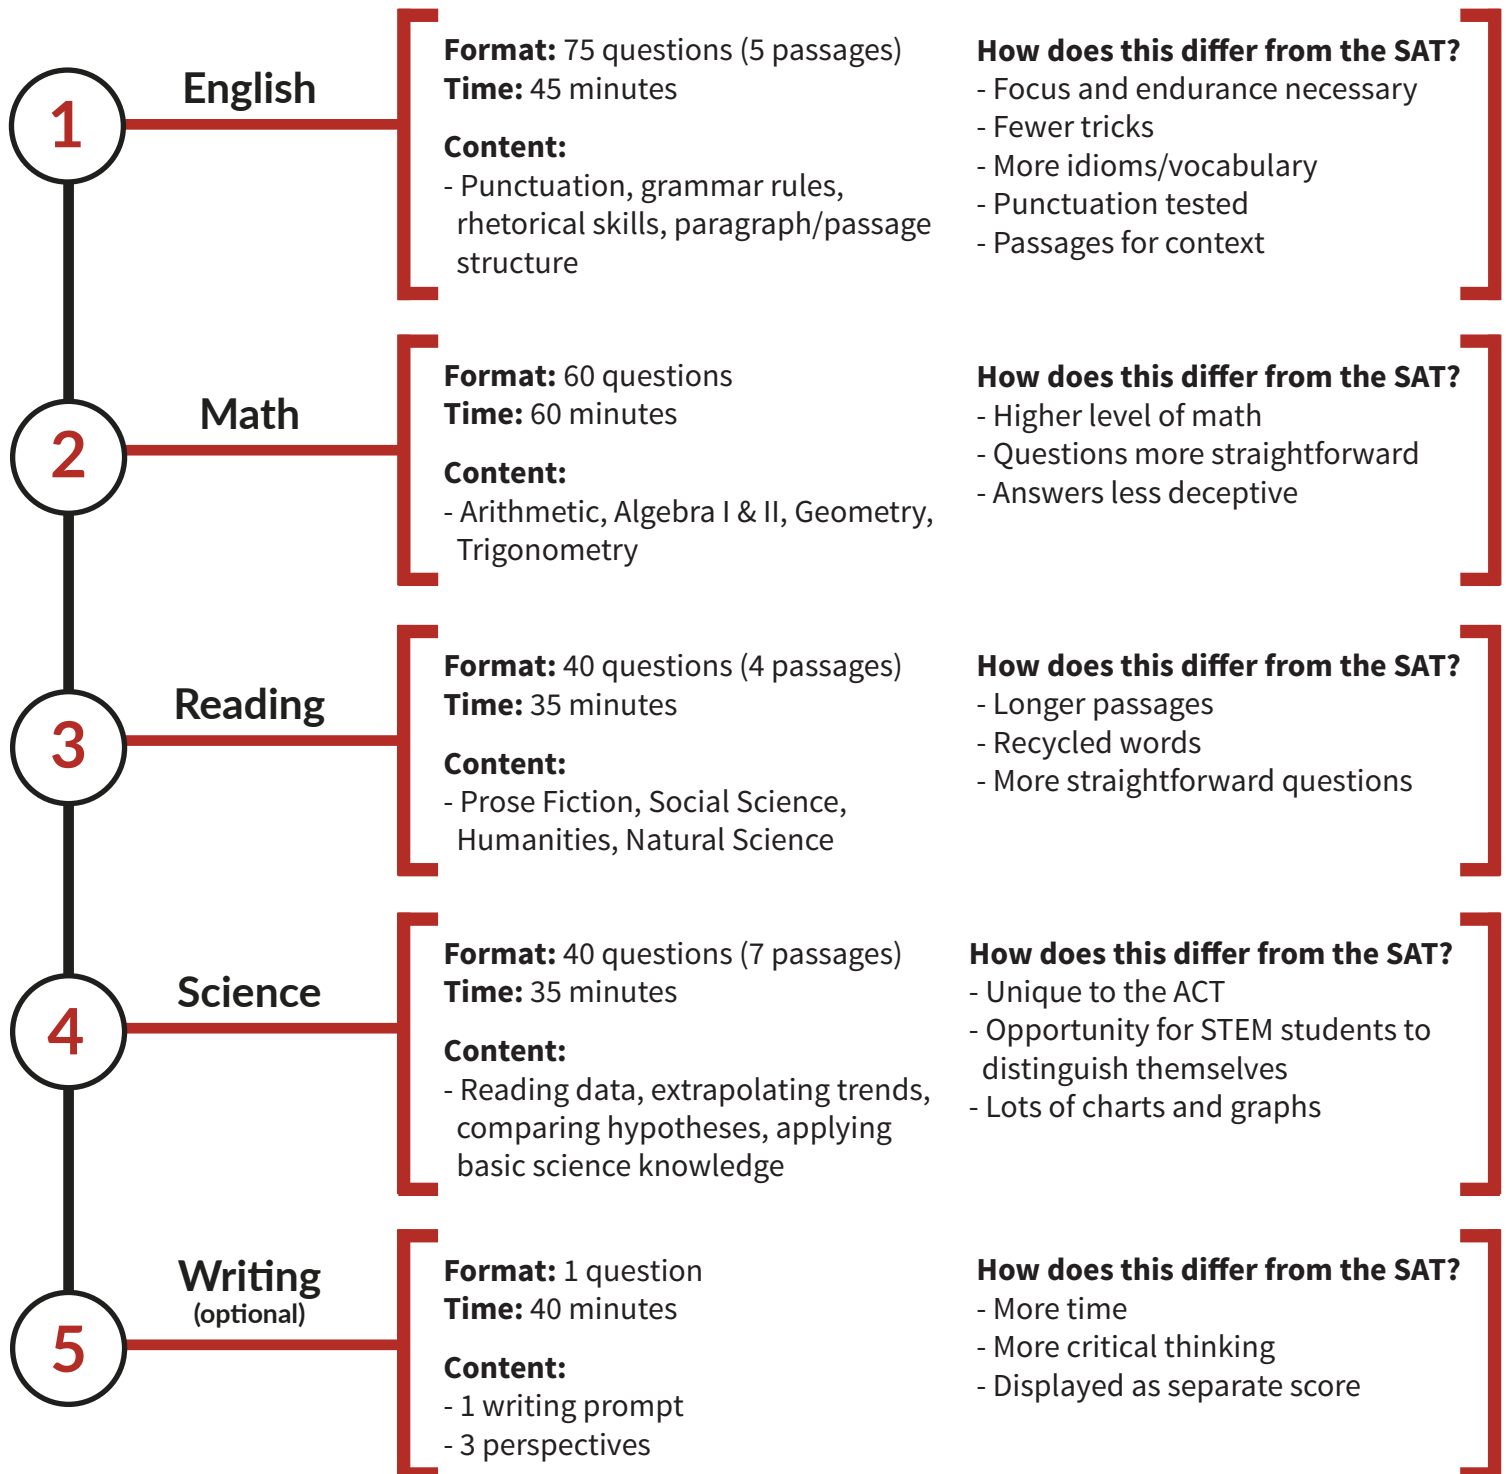 1
English
Format: 75 questions (5 passages)
Time: 45 minutes
Content:
- Punctuation, grammar rules,
rhetorical skills, paragraph/passage
structure
How does this differ from the SAT?
- Focus and endurance necessary
- Fewer tricks
- More idioms/vocabulary
- Punctuation tested
- Passages for context
2
Math
Format: 60 questions
Time: 60 minutes
Content:
- Arithmetic, Algebra I & II, Geometry,
Trigonometry
How does this differ from the SAT?
- Higher level of math
- Questions more straightforward
- Answers less deceptive
3
Reading
Format: 40 questions (4 passages)
Time: 35 minutes
Content:
- Prose Fiction, Social Science,
Humanities, Natural Science
How does this differ from the SAT?
- Longer passages
- Recycled words
- More straightforward questions
4
Science
Format: 40 questions (7 passages)
Time: 35 minutes
Content:
- Reading data, extrapolating trends,
comparing hypotheses, applying
basic science knowledge
How does this differ from the SAT?
- Unique to the ACT
- Opportunity for STEM students to
distinguish themselves
- Lots of charts and graphs
5
Writing
(optional)
Format: 1 question
Time: 40 minutes
Content:
- 1 writing prompt
- 3 perspectives
How does this differ from the SAT?
- More time
- More critical thinking
- Displayed as separate score